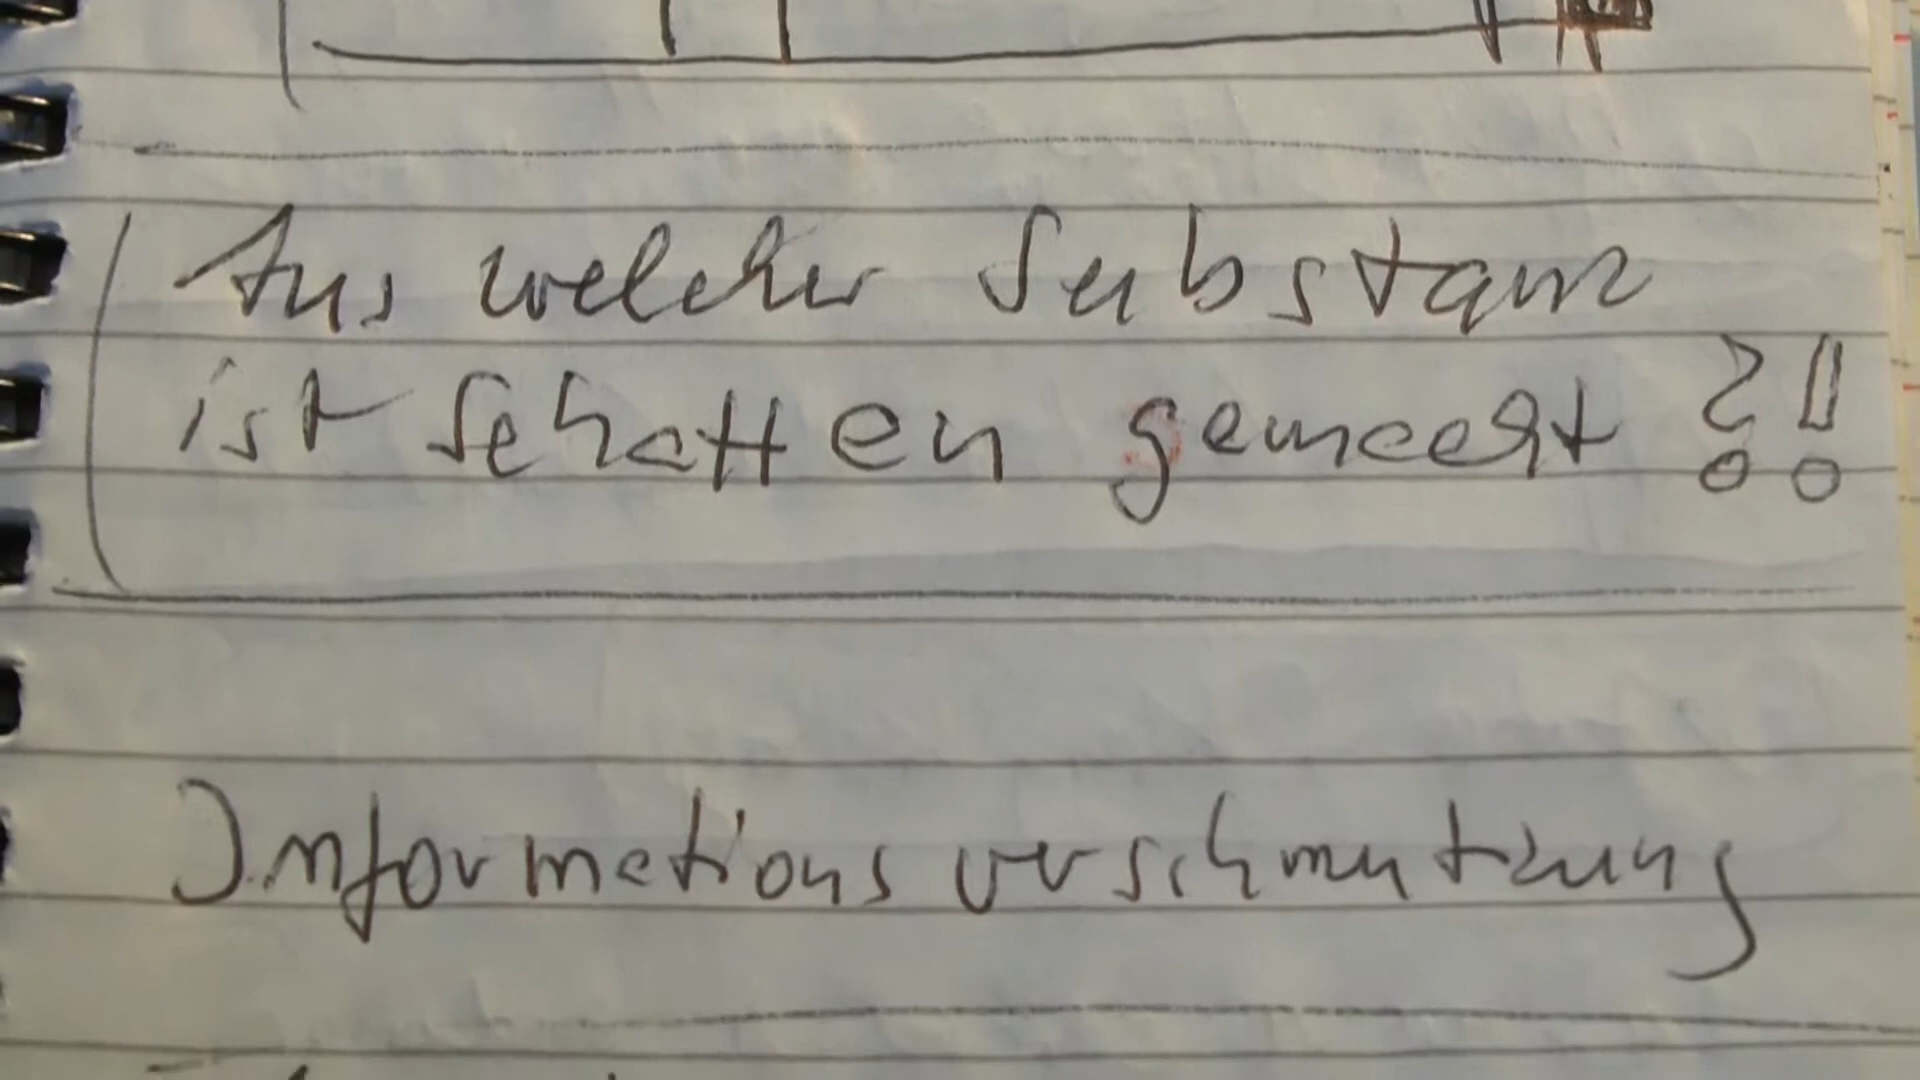 Aus welcher Substanz
ist Schatten gemacht ?!
Informationsverschmutzung